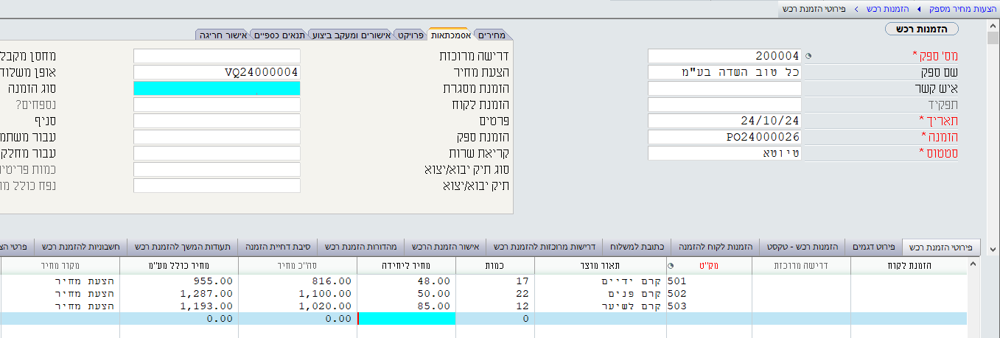 הצעות מחיר מספק הזמנות רכש > פירוטי הזמנת רכש
הזמנות רכש
מחירים אסמכתאות פרויקט אישורים ומעקב ביצוע תנאים כספיים אישור חריגה
מס' ספק * 200004
שם ספק כל טוב השדה בע"מ
איש קשר
תפקיד
תאריך * 24/10/24
הזמנה * PO24000026
סטטוס * טיוטא
דרישה מרוכזת
הצעת מחיר VQ24000004
הזמנת מסגרת
הזמנת לקוח
פרטים
הזמנת ספק
קריאת שרות
סוג תיק יבוא/יצוא
תיק יבוא/יצוא
מחסן מקבל
אופן משלוח
סוג הזמנה
נספחים?
סניף
עבור משתמ
עבור מחלק
כמות פריטי
נפח כולל מו
פירוטי הזמנת רכש פירוט דגמים הזמנות רכש - טקסט הזמנות לקוח להזמנה כתובת למשלוח דרישות מרוכזות להזמנת רכש אישור הזמנת הרכש מהדורות הזמנת רכש סיבת דחיית הזמנה תעודות המשך להזמנת רכש חשבוניות להזמנת רכש פרטי הצ
הזמנת לקוח דרישה מרוכזת מק"ט תאור מוצר כמות מחיר ליחידה סה"כ מחיר מחיר כולל מע"מ מקור מחיר
501 קרם ידיים 17 48.00 816.00 955.00 הצעת מחיר
502 קרם פנים 22 50.00 1,100.00 1,287.00 הצעת מחיר
503 קרם לשיער 12 85.00 1,020.00 1,193.00 הצעת מחיר
0 0.00 0.00